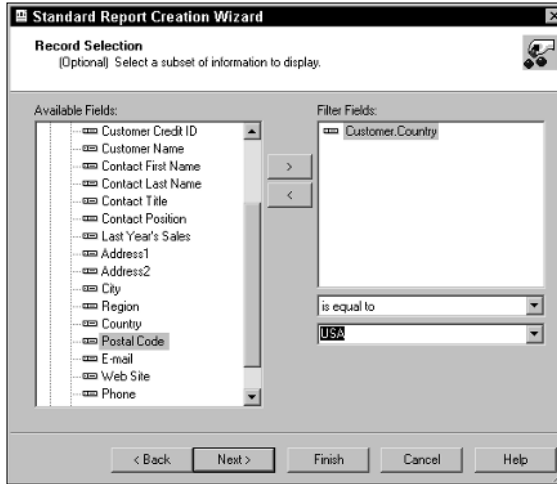 Standard Report Creation Wizard
Record Selection
(Optional) Select a subset of information to display.
Available Fields:
Customer Credit ID
Customer Name
Contact First Name
Contact Last Name
Contact Title
Contact Position
Last Year's Sales
Address1
Address2
City
Region
Country
Postal Code
E-mail
Web Site
Phone
>
<
Filter Fields:
Customer.Country
is equal to
USA
< Back
Next >
Finish
Cancel
Help